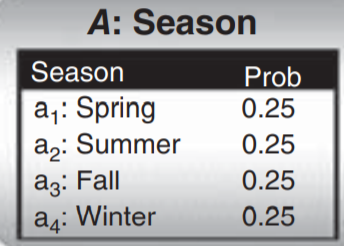 A: Season
Season Prob
a₁: Spring 0.25
a₂: Summer 0.25
a₃: Fall 0.25
a₄: Winter 0.25